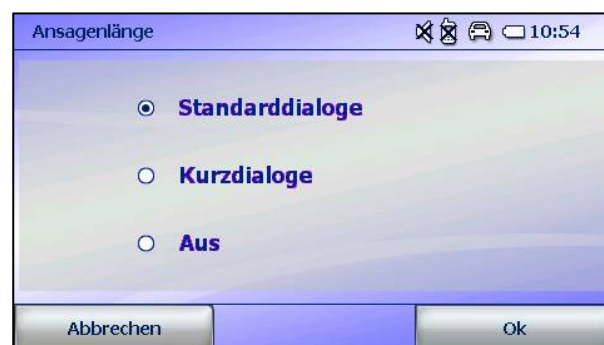 Ansagenlänge 10:54
Standarddialoge
Kurzdialoge
Aus
Abbrechen Ok